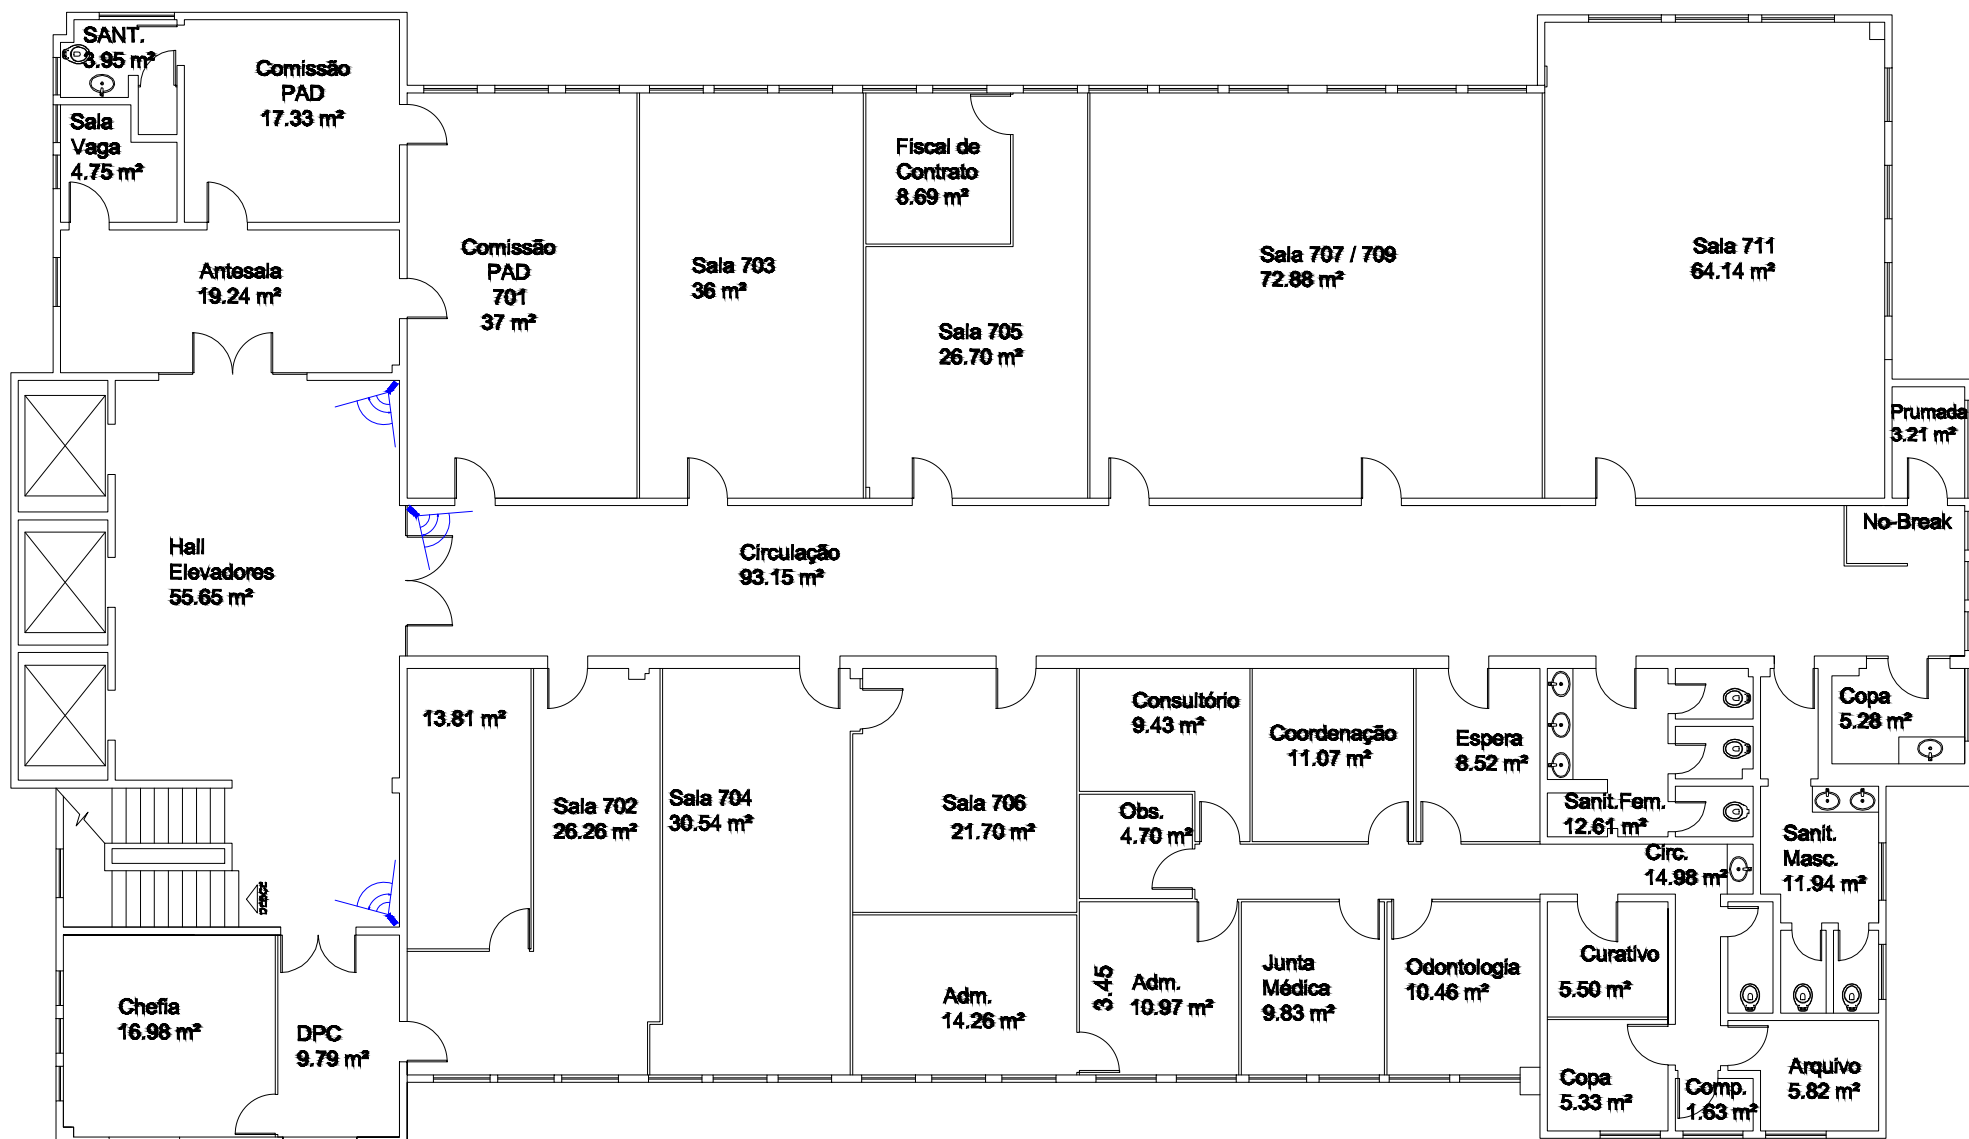 SANT.
3.95 m²
Comissão
PAD
17.33 m²
Sala
Vaga
4.75 m²
Antesala
19.24 m²
Comissão
PAD
701
37 m²
Sala 703
36 m²
Fiscal de
Contrato
8.69 m²
Sala 705
26.70 m²
Sala 707 / 709
72.88 m²
Sala 711
64.14 m²
Prumada
3.21 m²
No-Break
Hall
Elevadores
55.65 m²
Circulação
93.15 m²
13.81 m²
Sala 702
26.26 m²
Sala 704
30.54 m²
Sala 706
21.70 m²
Consultório
9.43 m²
Coordenação
11.07 m²
Espera
8.52 m²
Obs.
4.70 m²
Sanit.Fem.
12.61 m²
Circ.
14.98 m²
Sanit.
Masc.
11.94 m²
Copa
5.28 m²
Chefia
16.98 m²
DPC
9.79 m²
Adm.
14.26 m²
3.45
Adm.
10.97 m²
Junta
Médica
9.83 m²
Odontologia
10.46 m²
Curativo
5.50 m²
Copa
5.33 m²
Comp.
1.63 m²
Arquivo
5.82 m²